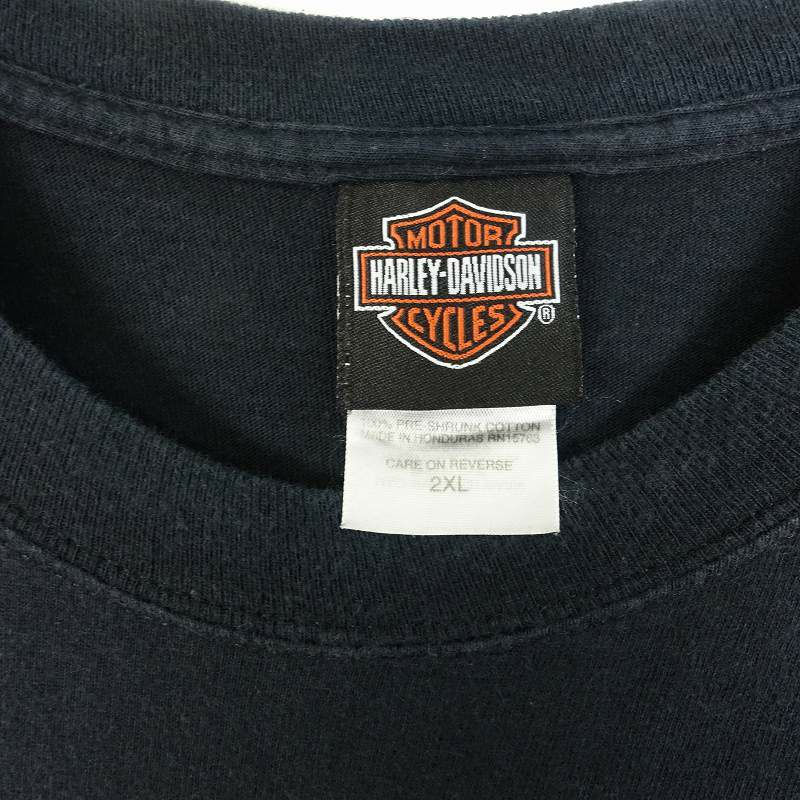 MOTOR
HARLEY-DAVIDSON
CYCLES
®
100% PRE-SHRUNK COTTON
MADE IN HONDURAS RN15763
CARE ON REVERSE
2XL